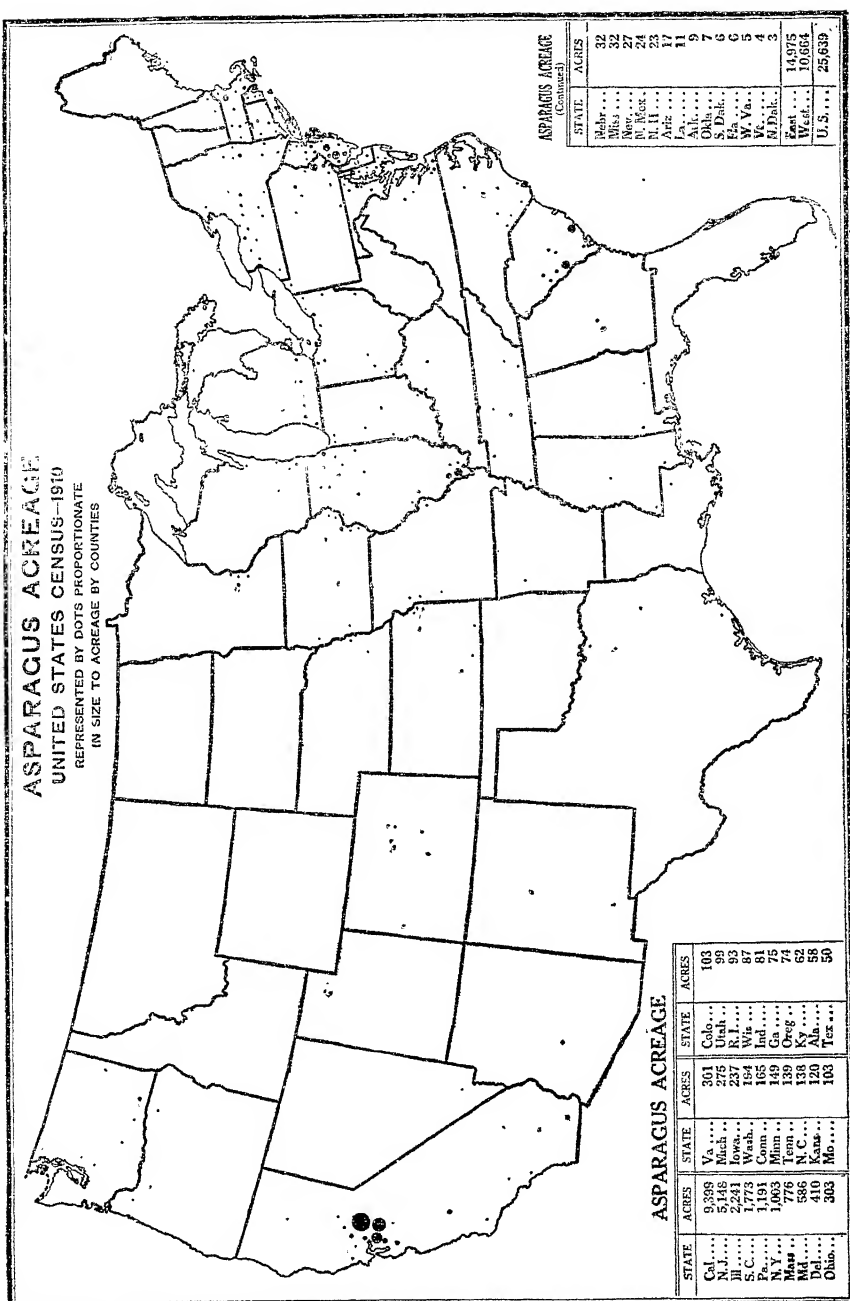 ASPARAGUS ACREAGE
UNITED STATES CENSUS—1910
REPRESENTED BY DOTS PROPORTIONATE
IN SIZE TO ACREAGE BY COUNTIES
ASPARAGUS ACREAGE
STATE ACRES STATE ACRES STATE ACRES
Cal.... 9,399 Va.... 301 Colo... 103
N.J.... 5,148 Mich.. 275 Utah.. 99
Ill.... 2,241 Iowa... 237 R.I.... 93
S.C.... 1,773 Wash.. 194 Wis... 87
Pa.... 1,191 Conn.. 165 Ind.... 81
N.Y.... 1,063 Minn.. 149 Ga.... 75
Mass.. 776 Tenn.. 139 Oreg.. 74
Md.... 586 N.C... 138 Ky.... 62
Del.... 410 Kans.. 120 Ala.... 58
Ohio... 303 Mo.... 103 Tex... 50
ASPARAGUS ACREAGE
(Continued)
STATE ACRES
Nebr... 32
Miss... 32
Nev.... 27
N. Mex. 24
N. H... 23
Ariz... 17
La.... 11
Ark.... 9
Okla... 7
S. Dak.. 6
Fla.... 6
W. Va.. 5
Vt.... 4
N.Dak.. 3
East... 14,975
West... 10,664
U.S.... 25,639